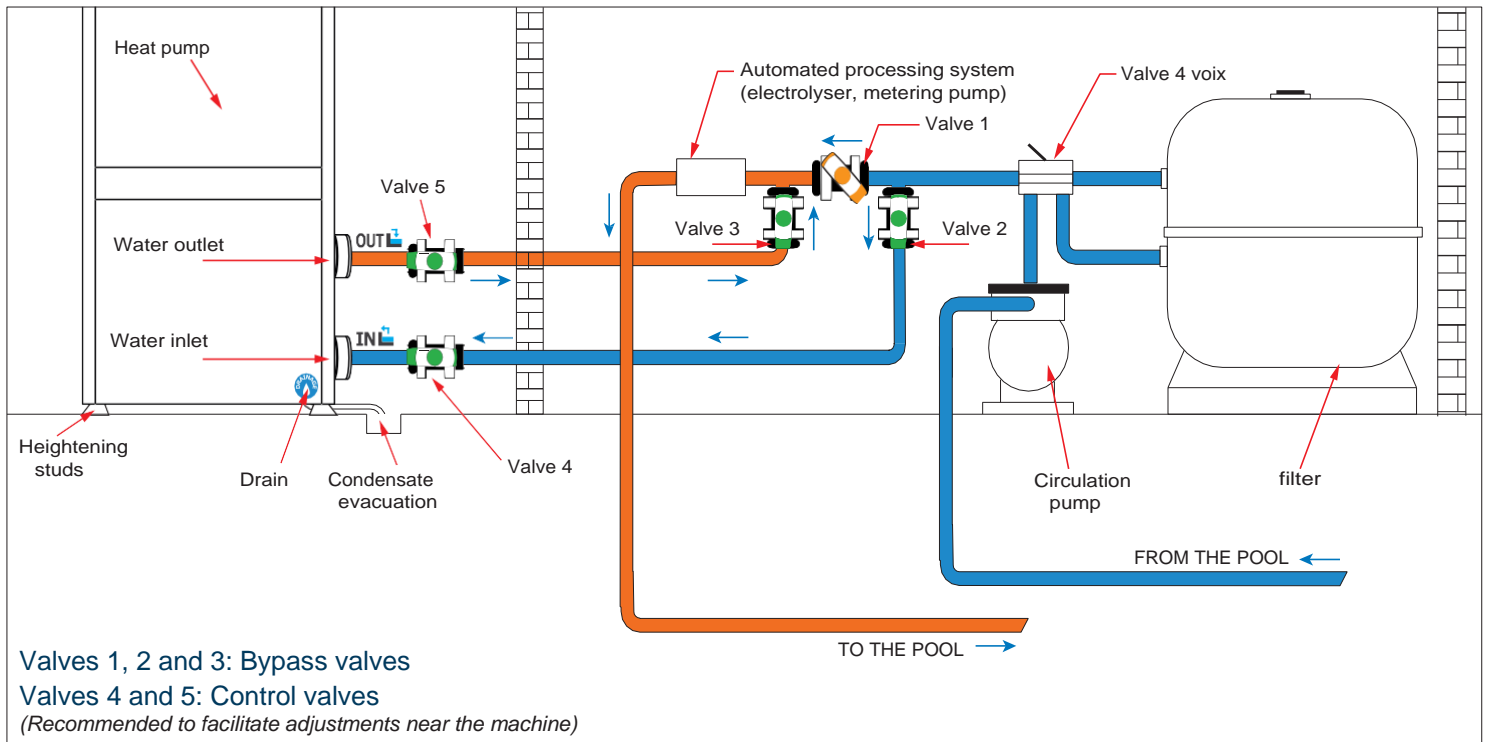 Heat pump
Automated processing system
(electrolyser, metering pump)
Valve 4 voix
Valve 1
Valve 5
Valve 3
Valve 2
OUT
Water outlet
Water inlet
IN
Heightening
studs
Drain
Condensate
evacuation
Valve 4
Circulation
pump
filter
FROM THE POOL
TO THE POOL
Valves 1, 2 and 3: Bypass valves
Valves 4 and 5: Control valves
(Recommended to facilitate adjustments near the machine)